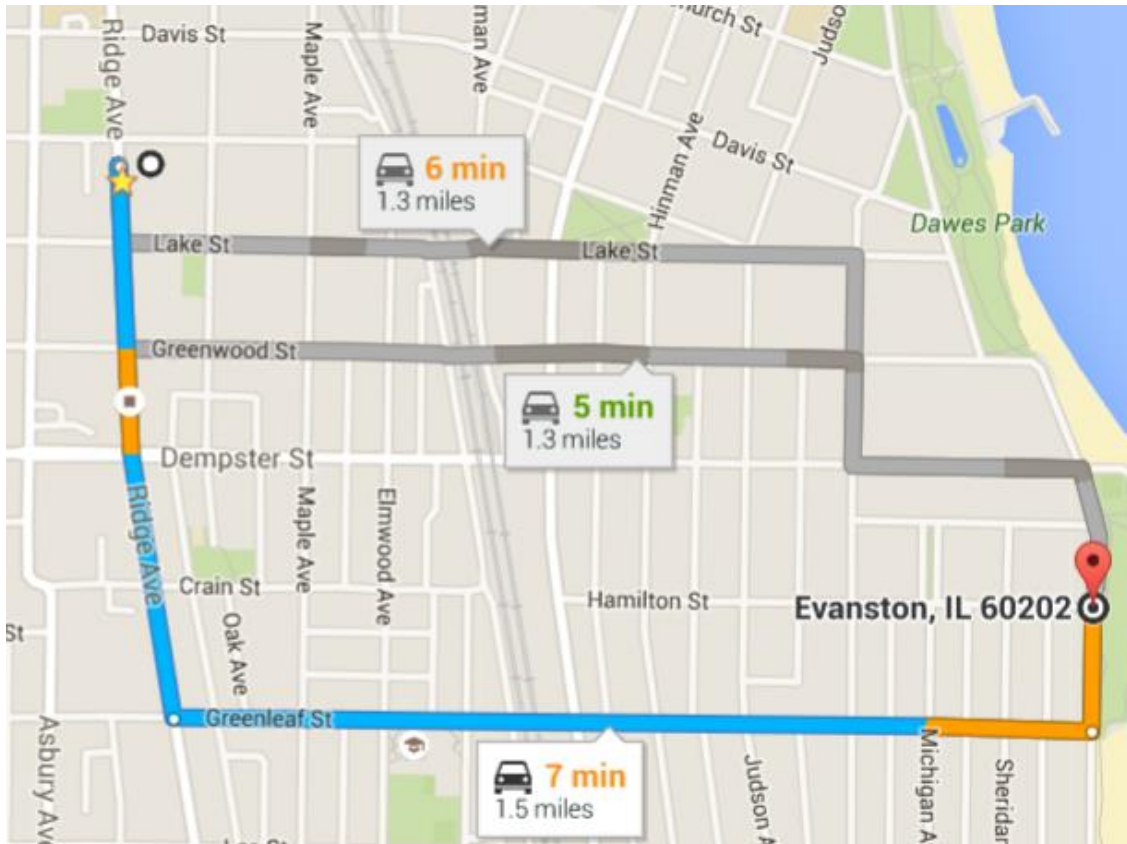 Ridge Ave
Davis St
Maple Ave
man Ave
hurch St
Judso
Davis St
Hinman Ave
6 min
1.3 miles
Dawes Park
Lake St
Lake St
Greenwood St
5 min
1.3 miles
Dempster St
Ridge Ave
Maple Ave
Elmwood Ave
Crain St
Hamilton St
Evanston, IL 60202
St
Oak Ave
Greenleaf St
Asbury Ave
7 min
1.5 miles
Judson A
Michigan A
Sheridan